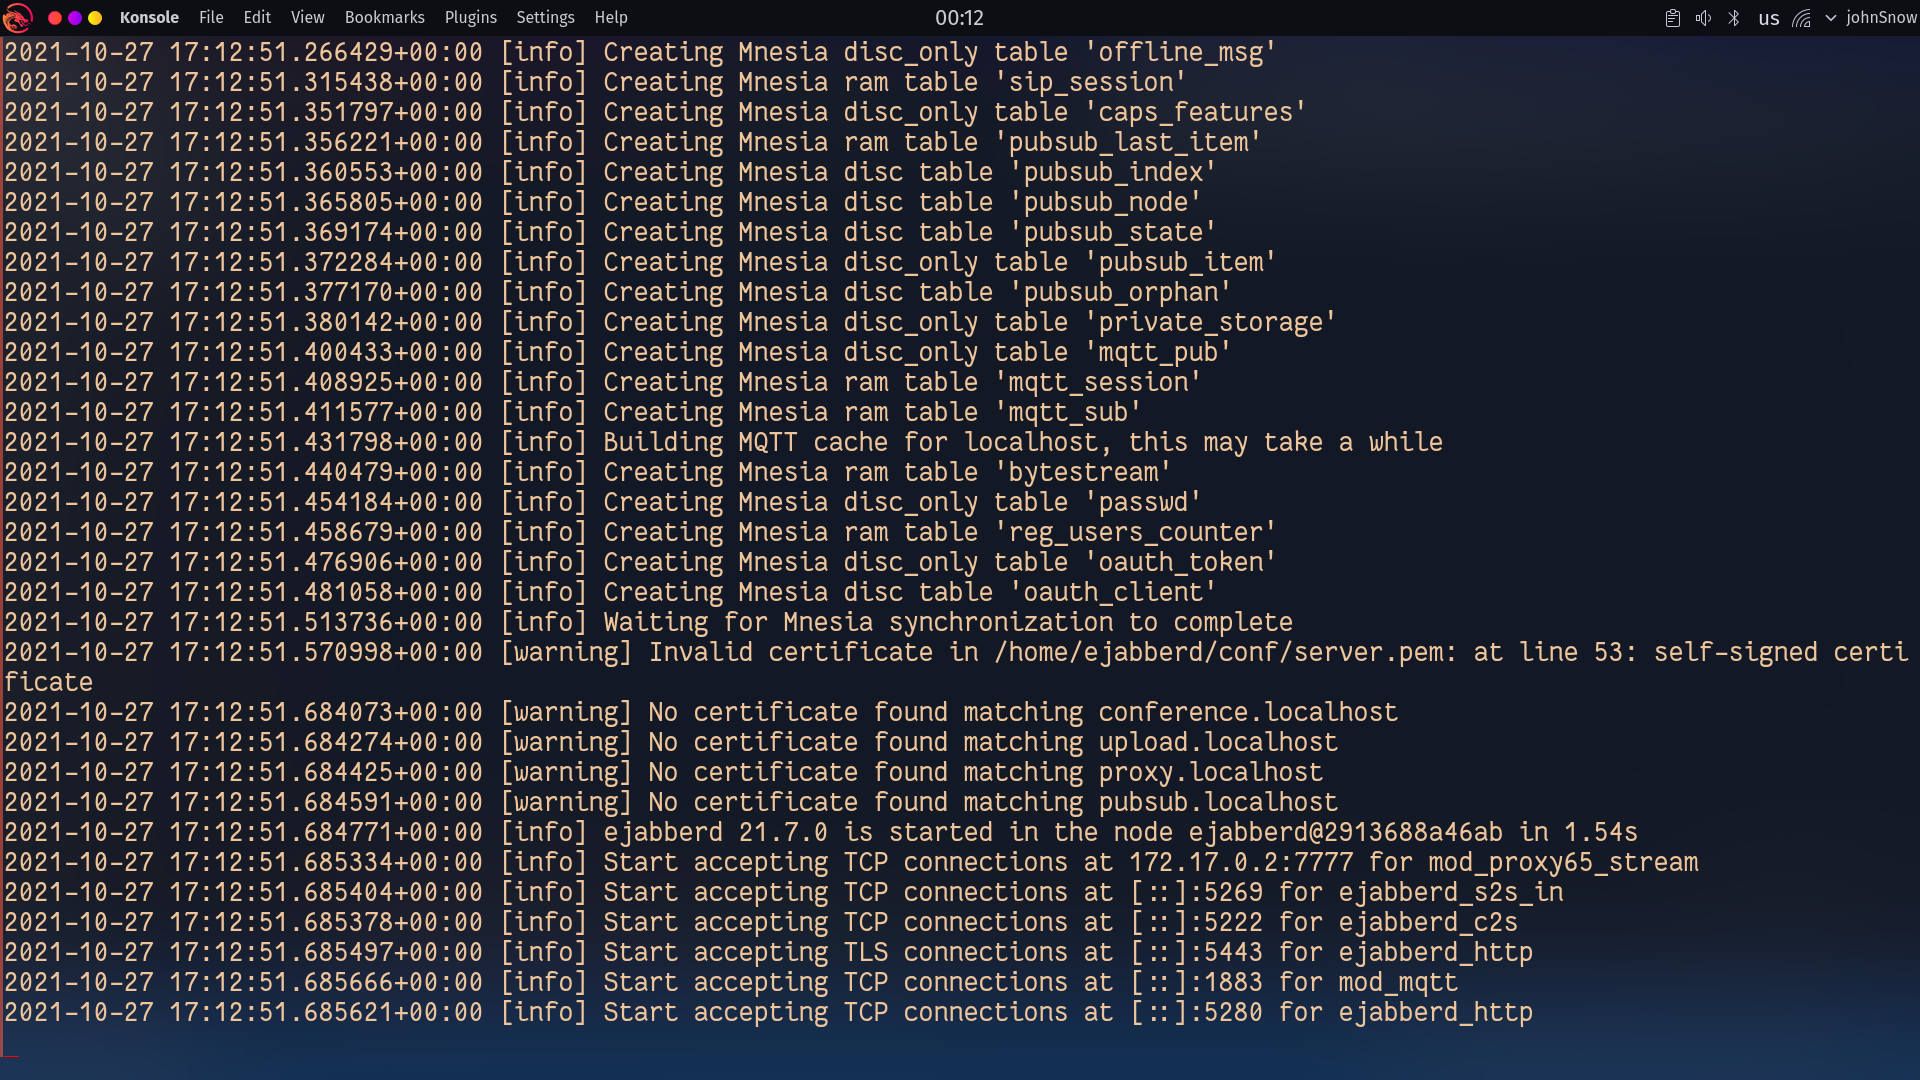 Konsole File Edit View Bookmarks Plugins Settings Help 00:12 us johnSnow
2021-10-27 17:12:51.266429+00:00 [info] Creating Mnesia disc_only table 'offline_msg'
2021-10-27 17:12:51.315438+00:00 [info] Creating Mnesia ram table 'sip_session'
2021-10-27 17:12:51.351797+00:00 [info] Creating Mnesia disc_only table 'caps_features'
2021-10-27 17:12:51.356221+00:00 [info] Creating Mnesia ram table 'pubsub_last_item'
2021-10-27 17:12:51.360553+00:00 [info] Creating Mnesia disc table 'pubsub_index'
2021-10-27 17:12:51.365805+00:00 [info] Creating Mnesia disc table 'pubsub_node'
2021-10-27 17:12:51.369174+00:00 [info] Creating Mnesia disc table 'pubsub_state'
2021-10-27 17:12:51.372284+00:00 [info] Creating Mnesia disc_only table 'pubsub_item'
2021-10-27 17:12:51.377170+00:00 [info] Creating Mnesia disc table 'pubsub_orphan'
2021-10-27 17:12:51.380142+00:00 [info] Creating Mnesia disc_only table 'private_storage'
2021-10-27 17:12:51.400433+00:00 [info] Creating Mnesia disc_only table 'mqtt_pub'
2021-10-27 17:12:51.408925+00:00 [info] Creating Mnesia ram table 'mqtt_session'
2021-10-27 17:12:51.411577+00:00 [info] Creating Mnesia ram table 'mqtt_sub'
2021-10-27 17:12:51.431798+00:00 [info] Building MQTT cache for localhost, this may take a while
2021-10-27 17:12:51.440479+00:00 [info] Creating Mnesia ram table 'bytestream'
2021-10-27 17:12:51.454184+00:00 [info] Creating Mnesia disc_only table 'passwd'
2021-10-27 17:12:51.458679+00:00 [info] Creating Mnesia ram table 'reg_users_counter'
2021-10-27 17:12:51.476906+00:00 [info] Creating Mnesia disc_only table 'oauth_token'
2021-10-27 17:12:51.481058+00:00 [info] Creating Mnesia disc table 'oauth_client'
2021-10-27 17:12:51.513736+00:00 [info] Waiting for Mnesia synchronization to complete
2021-10-27 17:12:51.570998+00:00 [warning] Invalid certificate in /home/ejabberd/conf/server.pem: at line 53: self-signed certi
ficate
2021-10-27 17:12:51.684073+00:00 [warning] No certificate found matching conference.localhost
2021-10-27 17:12:51.684274+00:00 [warning] No certificate found matching upload.localhost
2021-10-27 17:12:51.684425+00:00 [warning] No certificate found matching proxy.localhost
2021-10-27 17:12:51.684591+00:00 [warning] No certificate found matching pubsub.localhost
2021-10-27 17:12:51.684771+00:00 [info] ejabberd 21.7.0 is started in the node ejabberd@2913688a46ab in 1.54s
2021-10-27 17:12:51.685334+00:00 [info] Start accepting TCP connections at 172.17.0.2:7777 for mod_proxy65_stream
2021-10-27 17:12:51.685404+00:00 [info] Start accepting TCP connections at [::]:5269 for ejabberd_s2s_in
2021-10-27 17:12:51.685378+00:00 [info] Start accepting TCP connections at [::]:5222 for ejabberd_c2s
2021-10-27 17:12:51.685497+00:00 [info] Start accepting TLS connections at [::]:5443 for ejabberd_http
2021-10-27 17:12:51.685666+00:00 [info] Start accepting TCP connections at [::]:1883 for mod_mqtt
2021-10-27 17:12:51.685621+00:00 [info] Start accepting TCP connections at [::]:5280 for ejabberd_http